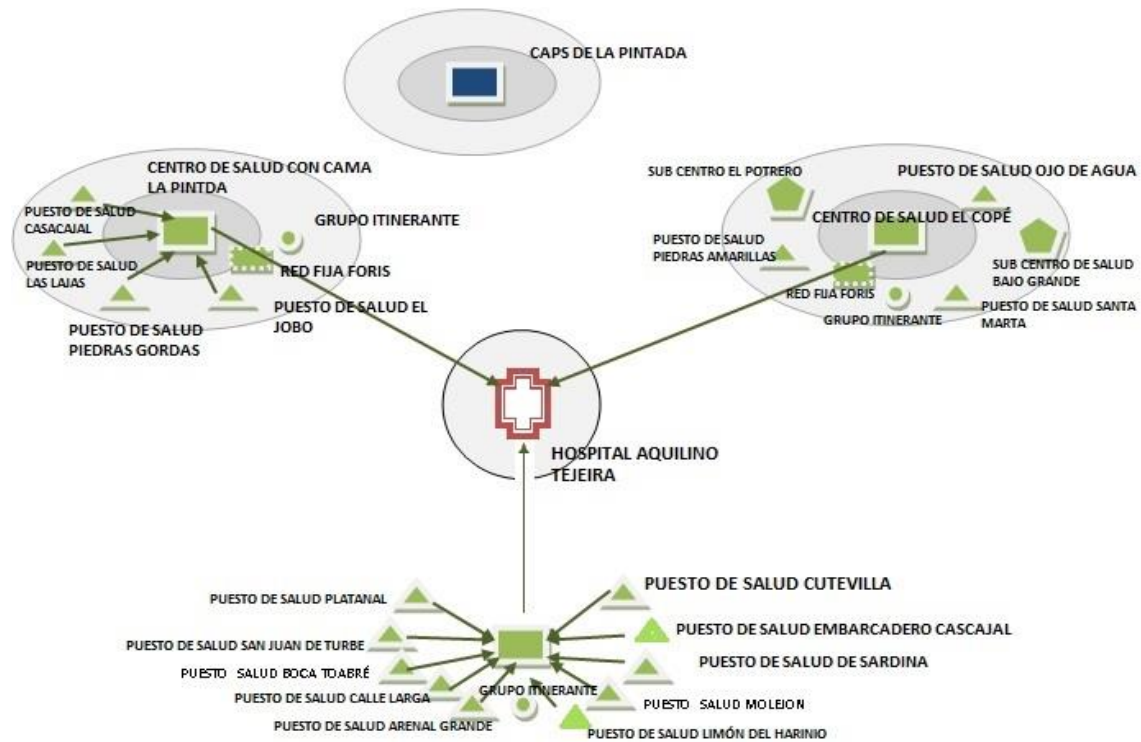 CAPS DE LA PINTADA
CENTRO DE SALUD CON CAMA
LA PINTDA
PUESTO DE SALUD
CASACAJAL
GRUPO ITINERANTE
PUESTO DE SALUD
LAS LAJAS
RED FIJA FORIS
PUESTO DE SALUD EL
JOBO
PUESTO DE SALUD
PIEDRAS GORDAS
SUB CENTRO EL POTRERO
PUESTO DE SALUD OJO DE AGUA
CENTRO DE SALUD EL COPÉ
PUESTO DE SALUD
PIEDRAS AMARILLAS
SUB CENTRO DE SALUD
BAJO GRANDE
RED FIJA FORIS
GRUPO ITINERANTE
PUESTO DE SALUD SANTA
MARTA
HOSPITAL AQUILINO
TEJEIRA
PUESTO DE SALUD PLATANAL
PUESTO DE SALUD SAN JUAN DE TURBE
PUESTO SALUD BOCA TOABRÉ
PUESTO DE SALUD CALLE LARGA
PUESTO DE SALUD ARENAL GRANDE
GRUPO ITINERANTE
PUESTO DE SALUD CUTEVILLA
PUESTO DE SALUD EMBARCADERO CASCAJAL
PUESTO DE SALUD DE SARDINA
PUESTO SALUD MOLEJON
PUESTO DE SALUD LIMÓN DEL HARINIO